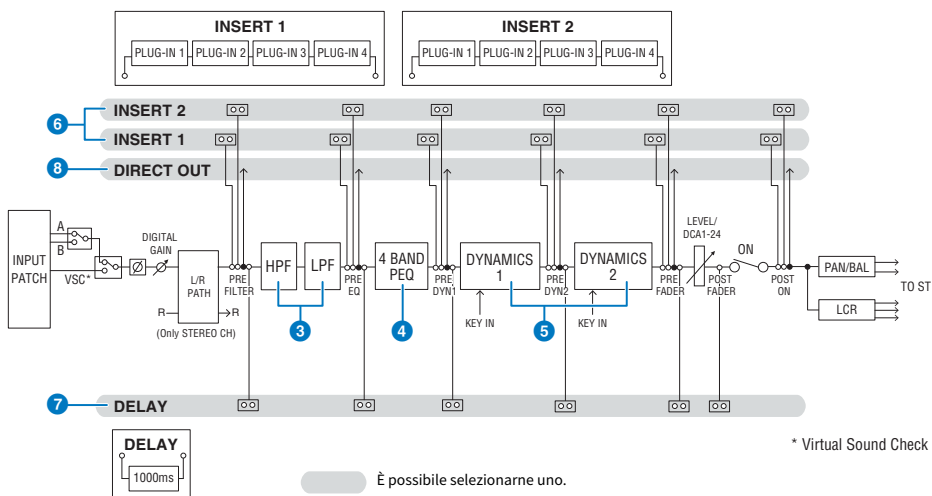 INSERT 1
INSERT 2
PLUG-IN 1 PLUG-IN 2 PLUG-IN 3 PLUG-IN 4
PLUG-IN 1 PLUG-IN 2 PLUG-IN 3 PLUG-IN 4
6
INSERT 2
INSERT 1
8
DIRECT OUT
INPUT
PATCH
A
B
VSC*
DIGITAL
GAIN
L/R
PATH
R
R
(Only STEREO CH)
PRE
FILTER
HPF
LPF
3
PRE
EQ
4 BAND
PEQ
4
PRE
DYN1
DYNAMICS
1
KEY IN
5
PRE
DYN2
DYNAMICS
2
KEY IN
PRE
FADER
LEVEL/
DCA1-24
POST
FADER
ON
POST
ON
PAN/BAL
LCR
TO ST
7
DELAY
DELAY
1000ms
* Virtual Sound Check
È possibile selezionarne uno.